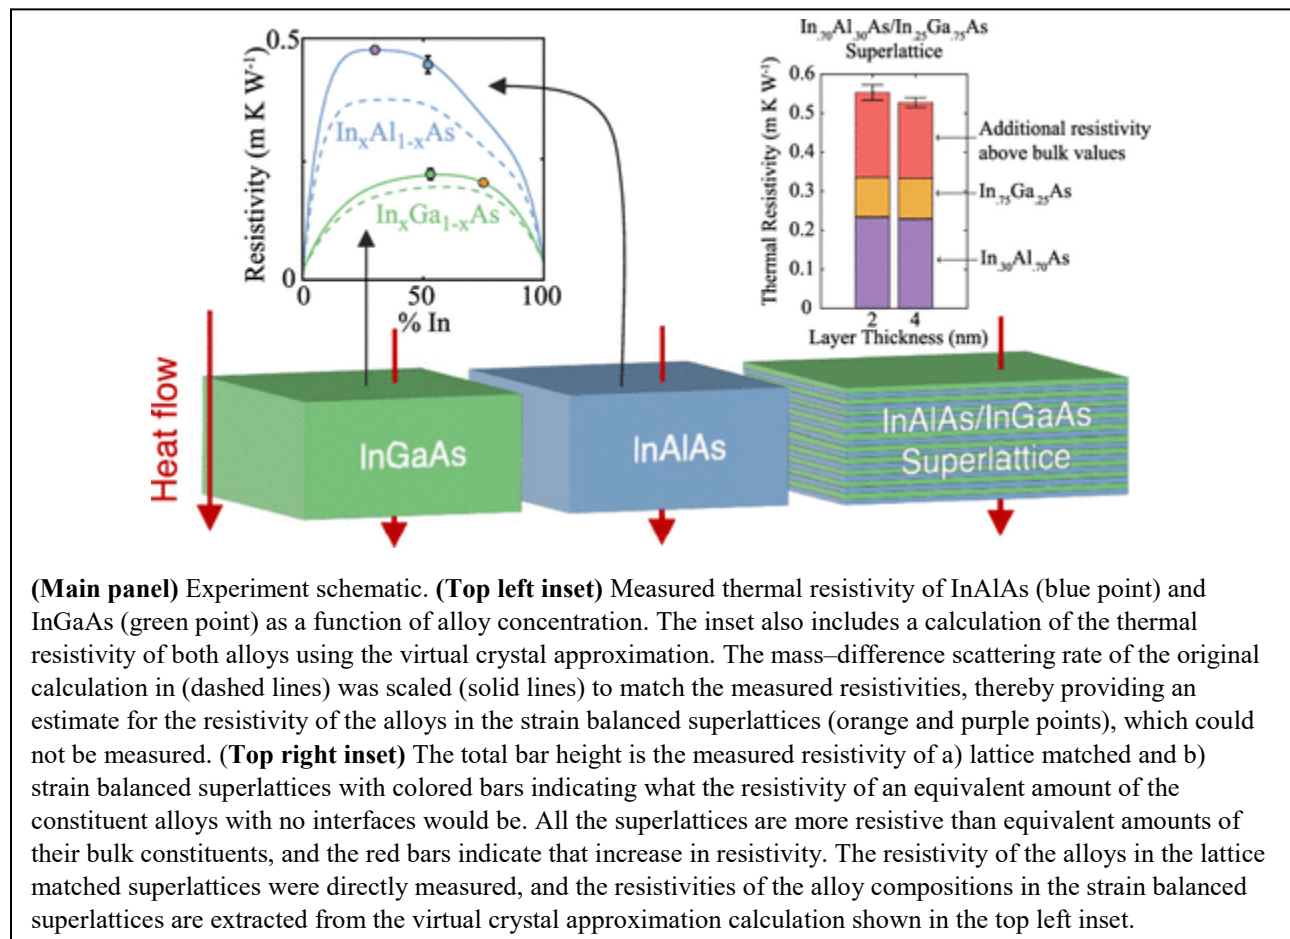 0.5
Resistivity (m K W⁻¹)
InₓAl₁₋ₓAs
InₓGa₁₋ₓAs
0
0 50 100
% In
In.₇₀Al.₃₀As/In.₂₅Ga.₇₅As
Superlattice
0.6
0.5
0.4
0.3
0.2
0.1
0
Thermal Resistivity (m K W⁻¹)
Additional resistivity
above bulk values
In.₇₅Ga.₂₅As
In.₃₀Al.₇₀As
2 4
Layer Thickness (nm)
Heat flow
InGaAs
InAlAs
InAlAs/InGaAs
Superlattice
(Main panel) Experiment schematic. (Top left inset) Measured thermal resistivity of InAlAs (blue point) and
InGaAs (green point) as a function of alloy concentration. The inset also includes a calculation of the thermal
resistivity of both alloys using the virtual crystal approximation. The mass–difference scattering rate of the original
calculation in (dashed lines) was scaled (solid lines) to match the measured resistivities, thereby providing an
estimate for the resistivity of the alloys in the strain balanced superlattices (orange and purple points), which could
not be measured. (Top right inset) The total bar height is the measured resistivity of a) lattice matched and b)
strain balanced superlattices with colored bars indicating what the resistivity of an equivalent amount of the
constituent alloys with no interfaces would be. All the superlattices are more resistive than equivalent amounts of
their bulk constituents, and the red bars indicate that increase in resistivity. The resistivity of the alloys in the lattice
matched superlattices were directly measured, and the resistivities of the alloy compositions in the strain balanced
superlattices are extracted from the virtual crystal approximation calculation shown in the top left inset.